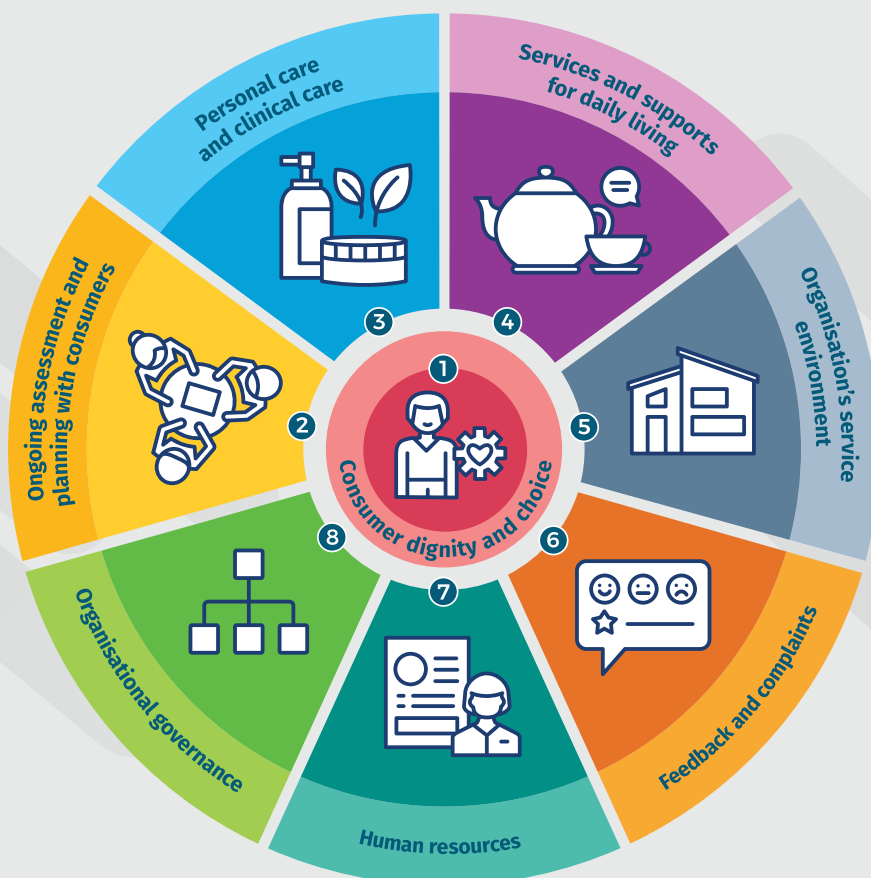 1
Consumer dignity and choice
2
Ongoing assessment and
planning with consumers
3
Personal care
and clinical care
4
Services and supports
for daily living
5
Organisation's service
environment
6
Feedback and complaints
7
Human resources
8
Organisational governance